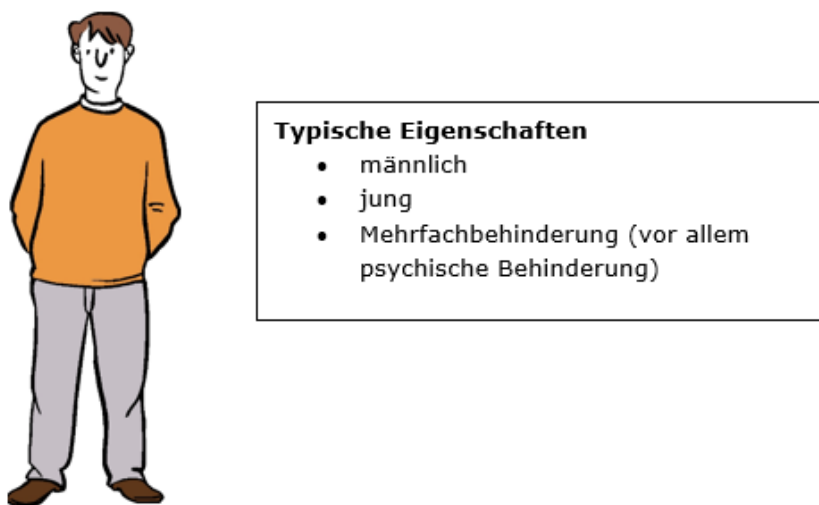 Typische Eigenschaften
• männlich
• jung
• Mehrfachbehinderung (vor allem
psychische Behinderung)